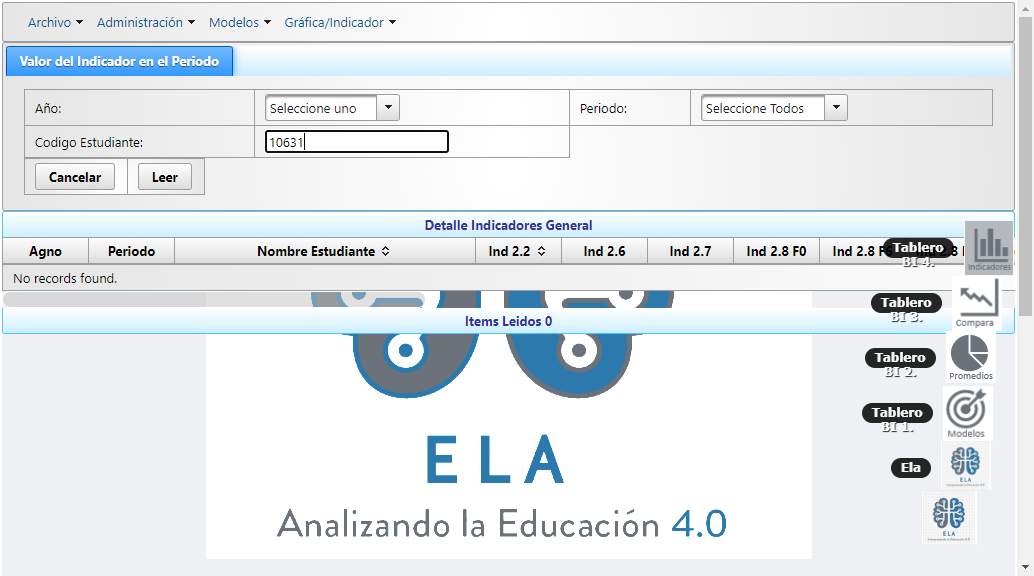 Archivo Administración Modelos Gráfica/Indicador
Valor del Indicador en el Periodo
Año: Seleccione uno Periodo: Seleccione Todos
Codigo Estudiante: 10631
Cancelar Leer
Detalle Indicadores General
Agno Periodo Nombre Estudiante Ind 2.2 Ind 2.6 Ind 2.7 Ind 2.8 F0 Ind 2.8
Tablero
BI 4.
Indicadores
No records found.
Tablero
BI 3.
Compara
Items Leidos 0
Tablero
BI 2.
Promedios
Tablero
BI 1.
Modelos
Ela
ELA
ELA
ELA
Analizando la Educación 4.0